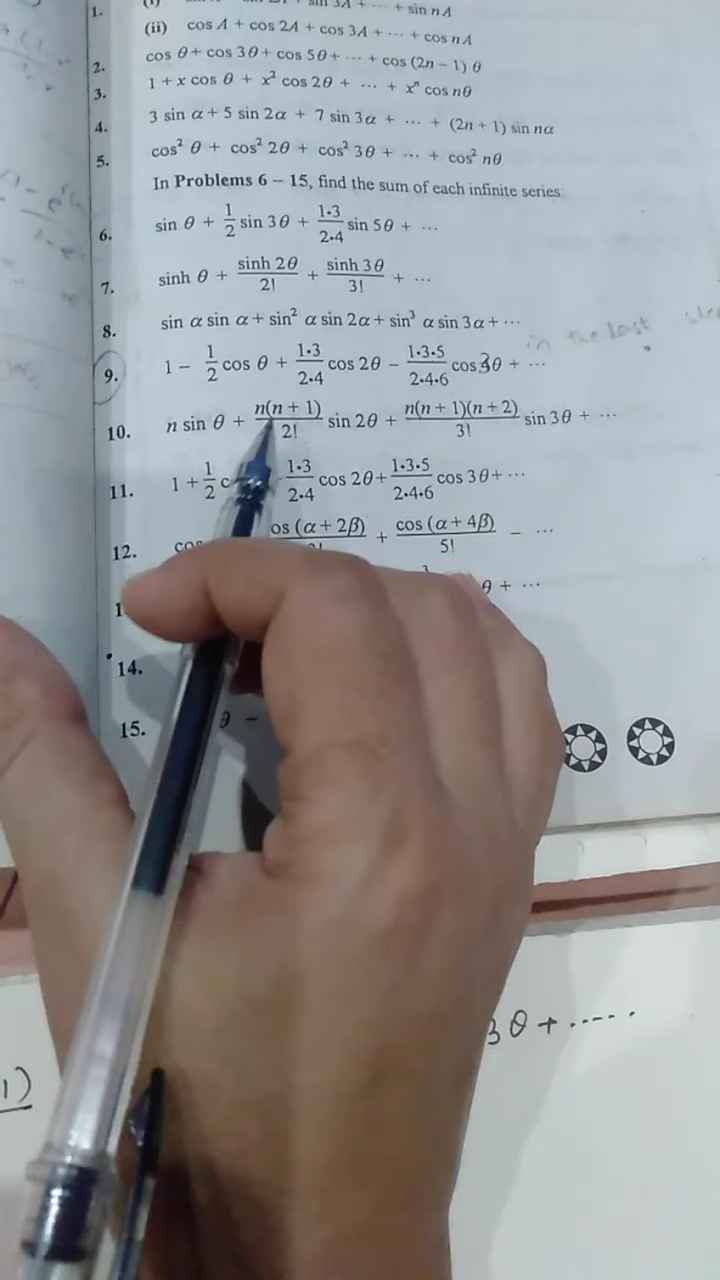 1. (i) sin 3A + ··· + sin nA
(ii) cos A + cos 2A + cos 3A + ··· + cos nA
2. cos θ + cos 3θ + cos 5θ + ··· + cos (2n − 1) θ
3. 1 + x cos θ + x² cos 2θ + ··· + xⁿ cos nθ
4. 3 sin α + 5 sin 2α + 7 sin 3α + ··· + (2n + 1) sin nα
5. cos² θ + cos² 2θ + cos² 3θ + ··· + cos² nθ
In Problems 6 – 15, find the sum of each infinite series:
6. sin θ + 1/2 sin 3θ + 1·3/2·4 sin 5θ + ···
7. sinh θ + sinh 2θ/2! + sinh 3θ/3! + ···
8. sin α sin α + sin² α sin 2α + sin³ α sin 3α + ···
in the last
9. 1 − 1/2 cos θ + 1·3/2·4 cos 2θ − 1·3·5/2·4·6 cos 3θ + ···
10. n sin θ + n(n + 1)/2! sin 2θ + n(n + 1)(n + 2)/3! sin 3θ + ···
11. 1 + 1/2 c 1·3/2·4 cos 2θ + 1·3·5/2·4·6 cos 3θ + ···
12. cos os (α + 2β) + cos (α + 4β)/5! − ···
1 θ + ···
14.
15. θ −
3θ + .....
1)